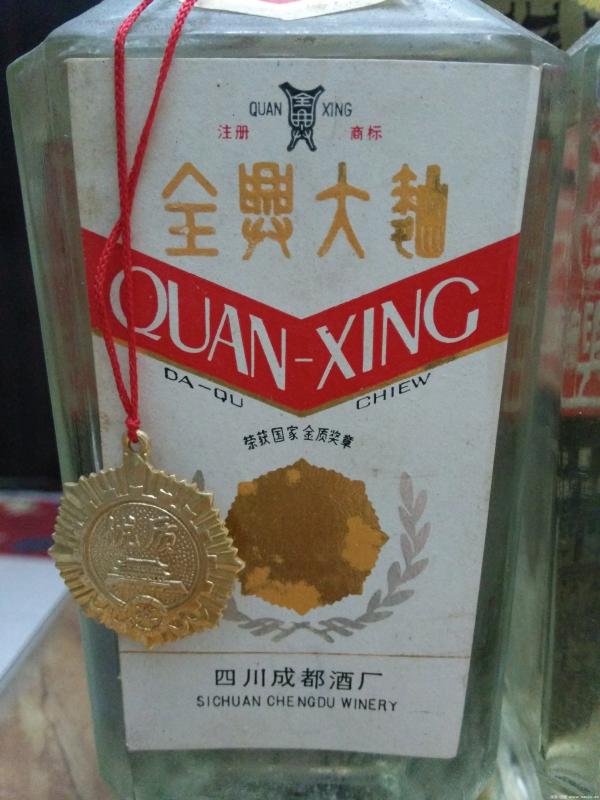 QUAN XING
注册 商标
全興大麯
QUAN-XING
DA-QU CHIEW
荣获国家金质奖章
四川成都酒厂
SICHUAN CHENGDU WINERY